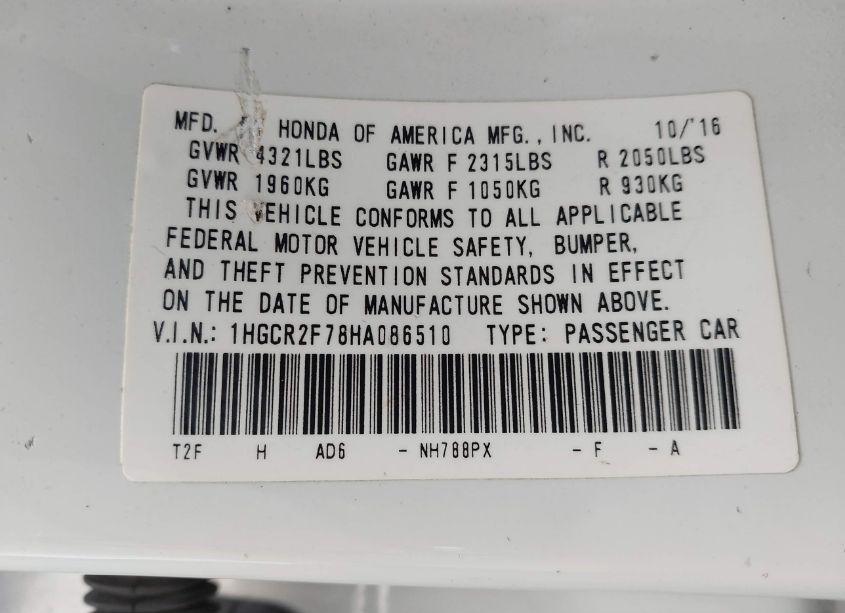 MFD. HONDA OF AMERICA MFG., INC. 10/'16
GVWR 4321LBS GAWR F 2315LBS R 2050LBS
GVWR 1960KG GAWR F 1050KG R 930KG
THIS VEHICLE CONFORMS TO ALL APPLICABLE
FEDERAL MOTOR VEHICLE SAFETY, BUMPER,
AND THEFT PREVENTION STANDARDS IN EFFECT
ON THE DATE OF MANUFACTURE SHOWN ABOVE.
V.I.N.: 1HGCR2F78HA086510 TYPE: PASSENGER CAR
T2F H AD6 - NH788PX - F - A